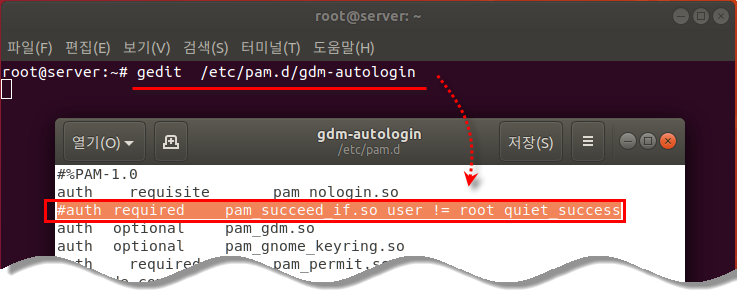 root@server: ~
파일(F) 편집(E) 보기(V) 검색(S) 터미널(T) 도움말(H)
root@server:~# gedit /etc/pam.d/gdm-autologin
열기(O) gdm-autologin 저장(S)
/etc/pam.d
#%PAM-1.0
auth requisite pam_nologin.so
#auth required pam_succeed_if.so user != root quiet_success
auth optional pam_gdm.so
auth optional pam_gnome_keyring.so
auth required pam_permit.so